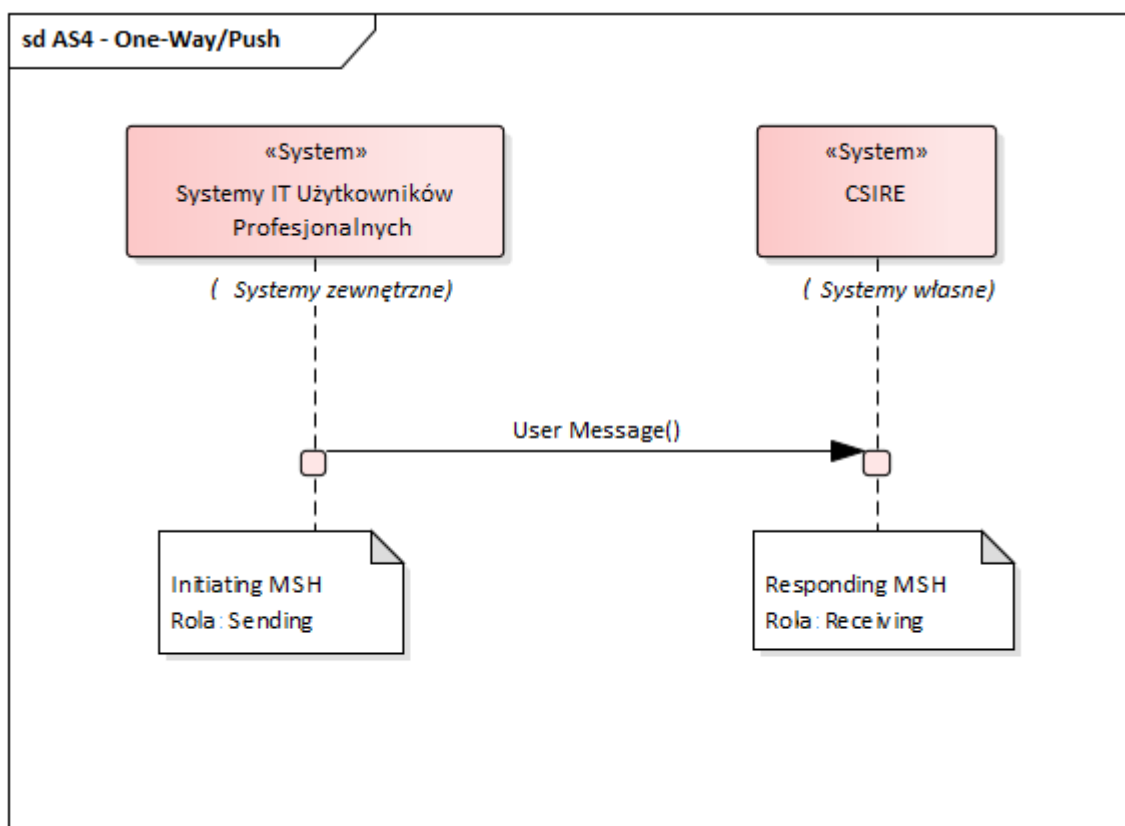 sd AS4 - One-Way/Push
«System»
Systemy IT Użytkowników
Profesjonalnych
( Systemy zewnętrzne)
«System»
CSIRE
( Systemy własne)
User Message()
Initiating MSH
Rola: Sending
Responding MSH
Rola: Receiving